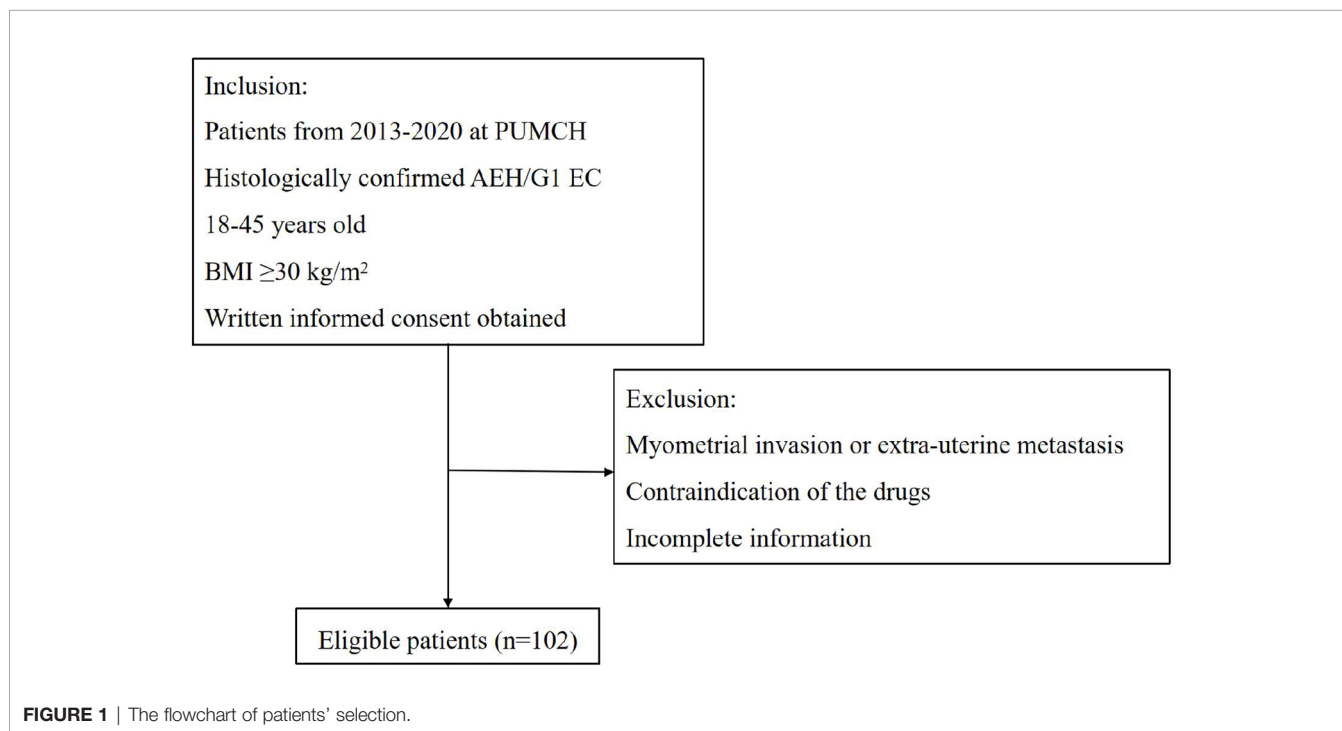 Inclusion:
Patients from 2013-2020 at PUMCH
Histologically confirmed AEH/G1 EC
18-45 years old
BMI ≥30 kg/m²
Written informed consent obtained
Exclusion:
Myometrial invasion or extra-uterine metastasis
Contraindication of the drugs
Incomplete information
Eligible patients (n=102)
FIGURE 1 | The flowchart of patients' selection.